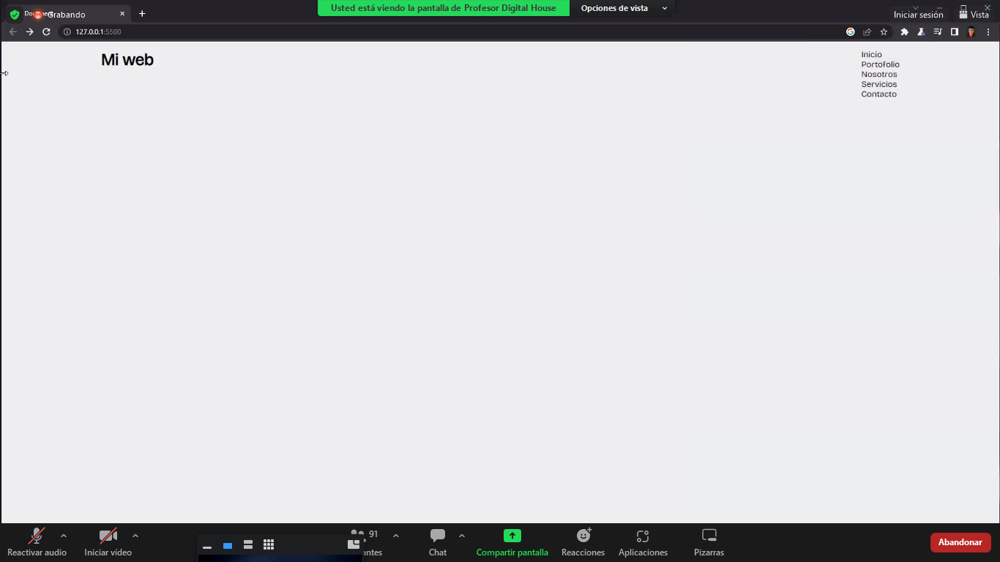 Usted está viendo la pantalla de Profesor Digital House
Opciones de vista
Grabando
Iniciar sesión
Vista
127.0.0.1:5500
Mi web
Inicio
Portofolio
Nosotros
Servicios
Contacto
91
Reactivar audio
Iniciar vídeo
antes
Chat
Compartir pantalla
Reacciones
Aplicaciones
Pizarras
Abandonar